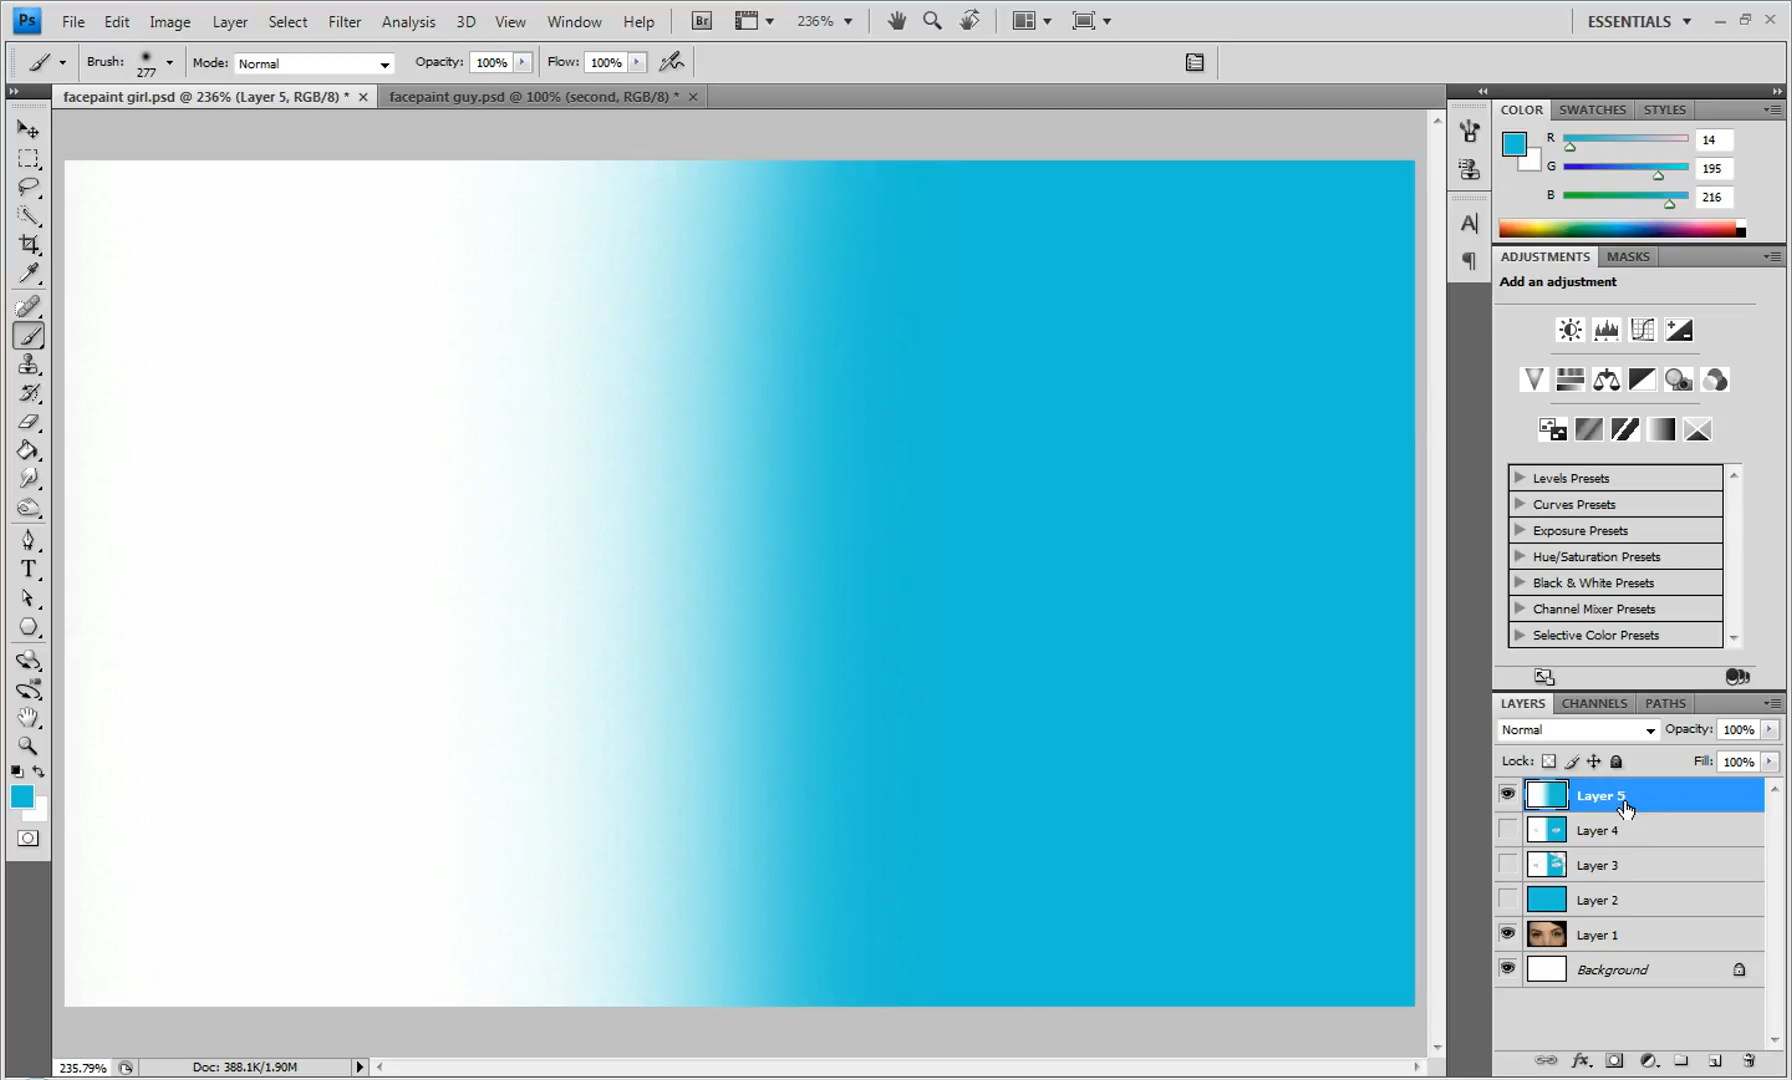 Ps File Edit Image Layer Select Filter Analysis 3D View Window Help Br 236% ESSENTIALS
Brush: 277 Mode: Normal Opacity: 100% Flow: 100%
facepaint girl.psd @ 236% (Layer 5, RGB/8) * facepaint guy.psd @ 100% (second, RGB/8) *
COLOR SWATCHES STYLES
R 14
G 195
B 216
ADJUSTMENTS MASKS
Add an adjustment
Levels Presets
Curves Presets
Exposure Presets
Hue/Saturation Presets
Black & White Presets
Channel Mixer Presets
Selective Color Presets
LAYERS CHANNELS PATHS
Normal Opacity: 100%
Lock: Fill: 100%
Layer 5
Layer 4
Layer 3
Layer 2
Layer 1
Background
235.79% Doc: 388.1K/1.90M